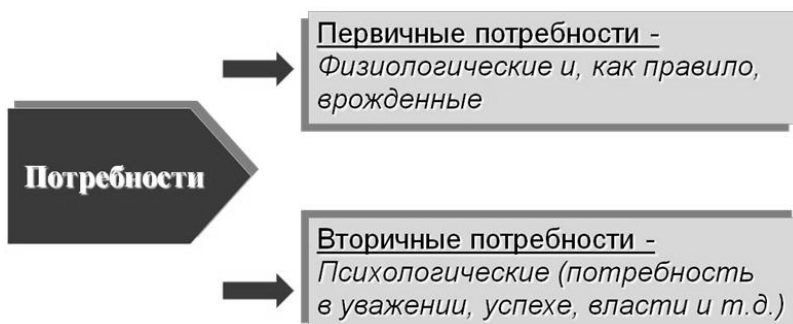 Потребности
Первичные потребности -
Физиологические и, как правило,
врожденные
Вторичные потребности -
Психологические (потребность
в уважении, успехе, власти и т.д.)